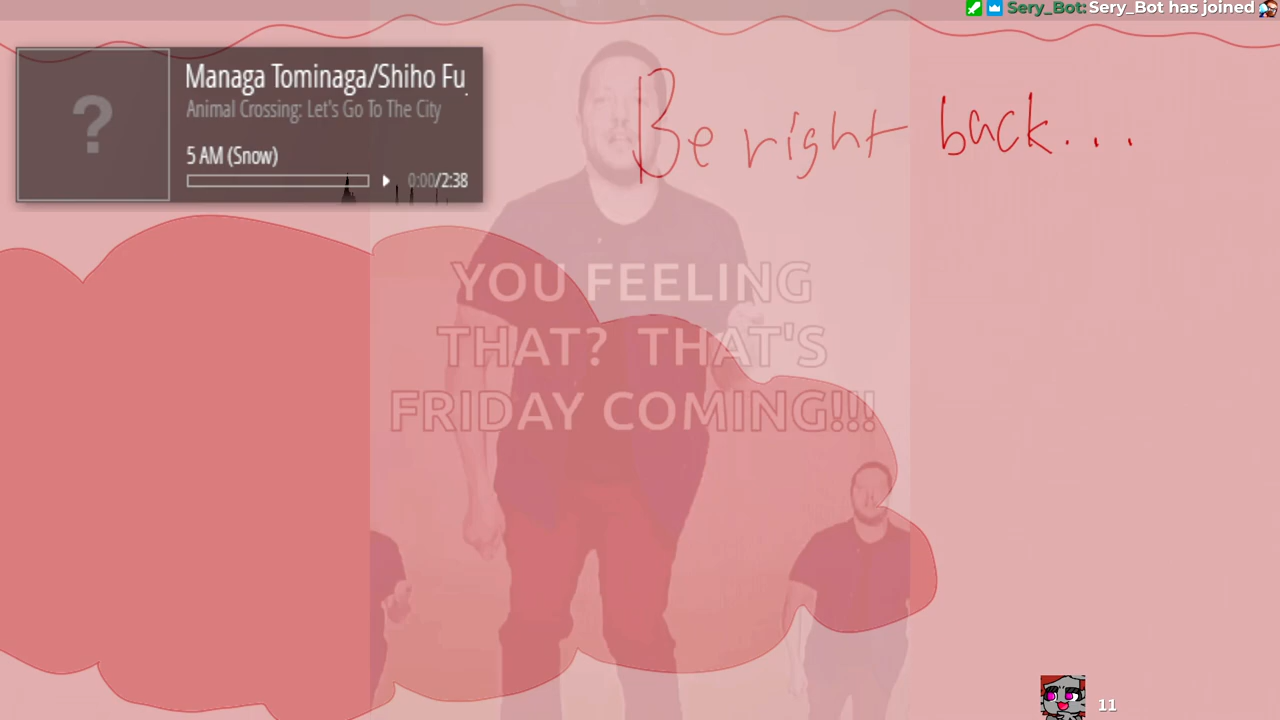 Sery_Bot: Sery_Bot has joined
Managa Tominaga/Shiho Fu
Animal Crossing: Let's Go To The City
5 AM (Snow)
0:00/2:38
?
Be right back...
YOU FEELING
THAT? THAT'S
FRIDAY COMING!!!
11